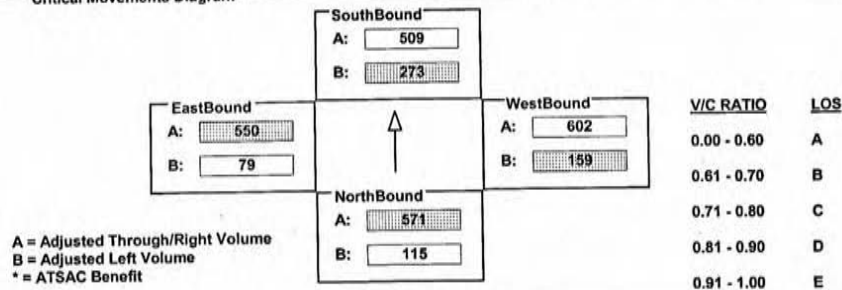 Critical Movements Diagram
SouthBound
A: 509
B: 273
EastBound
A: 550
B: 79
WestBound
A: 602
B: 159
NorthBound
A: 571
B: 115
A = Adjusted Through/Right Volume
B = Adjusted Left Volume
* = ATSAC Benefit
V/C RATIO LOS
0.00 - 0.60 A
0.61 - 0.70 B
0.71 - 0.80 C
0.81 - 0.90 D
0.91 - 1.00 E